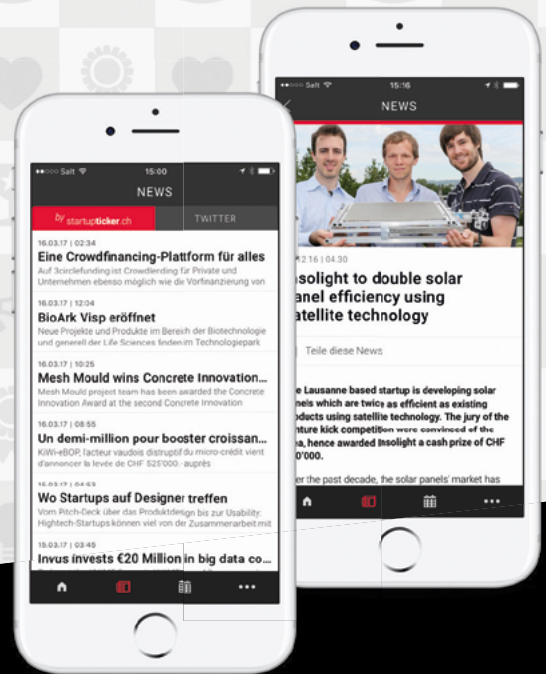 ●●○○○ Salt 15:00
NEWS
by startupticker.ch TWITTER
16.03.17 | 02:34
Eine Crowdfinancing-Plattform für alles
Auf 3circlefunding ist Crowdlending für Private und
Unternehmen ebenso möglich wie die Vorfinanzierung von
16.03.17 | 12:04
BioArk Visp eröffnet
Neue Projekte und Produkte im Bereich der Biotechnologie
und generell der Life Sciences finden im Technologiepark
16.03.17 | 10:25
Mesh Mould wins Concrete Innovation...
Mesh Mould project team has been awarded the Concrete
Innovation Award at the second Concrete Innovation
16.03.17 | 08:55
Un demi-million pour booster croissan...
KiWi-eBOP, l'acteur vaudois disruptif du micro-crédit vient
d'annoncer la levée de CHF 525'000.- auprès
16.03.17 | 04:53
Wo Startups auf Designer treffen
Vom Pitch-Deck über das Produktdesign bis zur Usability:
Hightech-Startups können viel von der Zusammenarbeit mit
15.03.17 | 03:45
Invus invests €20 Million in big data co...
●●○○○ Salt 15:16
NEWS
12.16 | 04.30
solight to double solar
anel efficiency using
atellite technology
Teile diese News
e Lausanne based startup is developing solar
nels which are twice as efficient as existing
oducts using satellite technology. The jury of the
nture kick competition were convinced of the
ea, hence awarded Insolight a cash prize of CHF
0'000.
er the past decade, the solar panels' market has